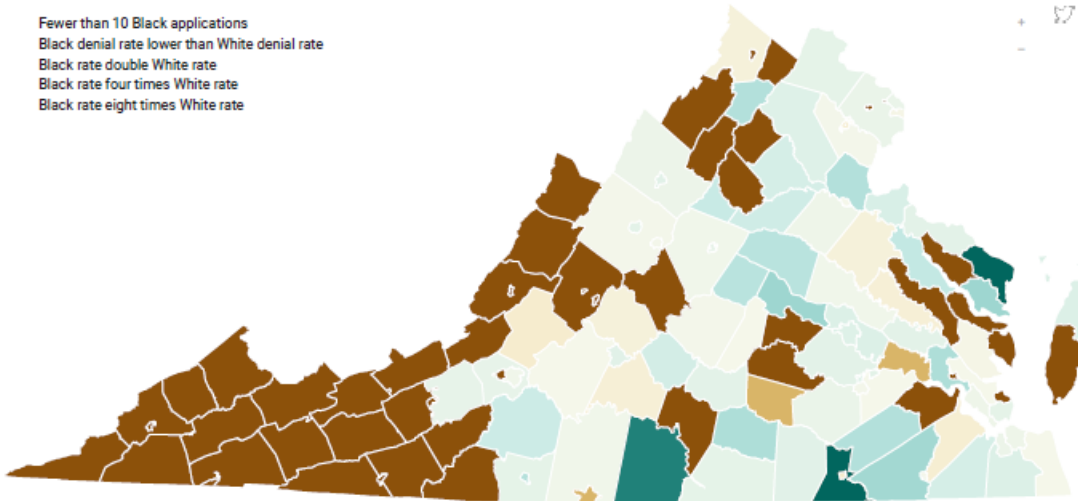 Fewer than 10 Black applications
Black denial rate lower than White denial rate
Black rate double White rate
Black rate four times White rate
Black rate eight times White rate
+
−